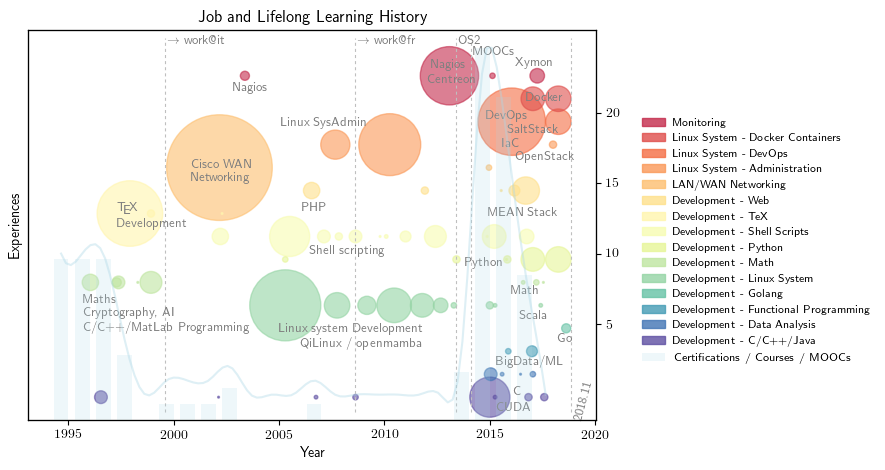 Job and Lifelong Learning History
→ work@it
→ work@fr
OS2
MOOCs
Nagios
Nagios
Centreon
Xymon
Docker
Linux SysAdmin
DevOps
SaltStack
IaC
OpenStack
Cisco WAN
Networking
TEX
Development
PHP
MEAN Stack
Shell scripting
Python
Maths
Cryptography, AI
C/C++/MatLab Programming
Math
Linux system Development
QiLinux / openmamba
Scala
Go
BigData/ML
C
CUDA
2018.11
Experiences
Year
1995
2000
2005
2010
2015
2020
20
15
10
5
Monitoring
Linux System - Docker Containers
Linux System - DevOps
Linux System - Administration
LAN/WAN Networking
Development - Web
Development - TeX
Development - Shell Scripts
Development - Python
Development - Math
Development - Linux System
Development - Golang
Development - Functional Programming
Development - Data Analysis
Development - C/C++/Java
Certifications / Courses / MOOCs